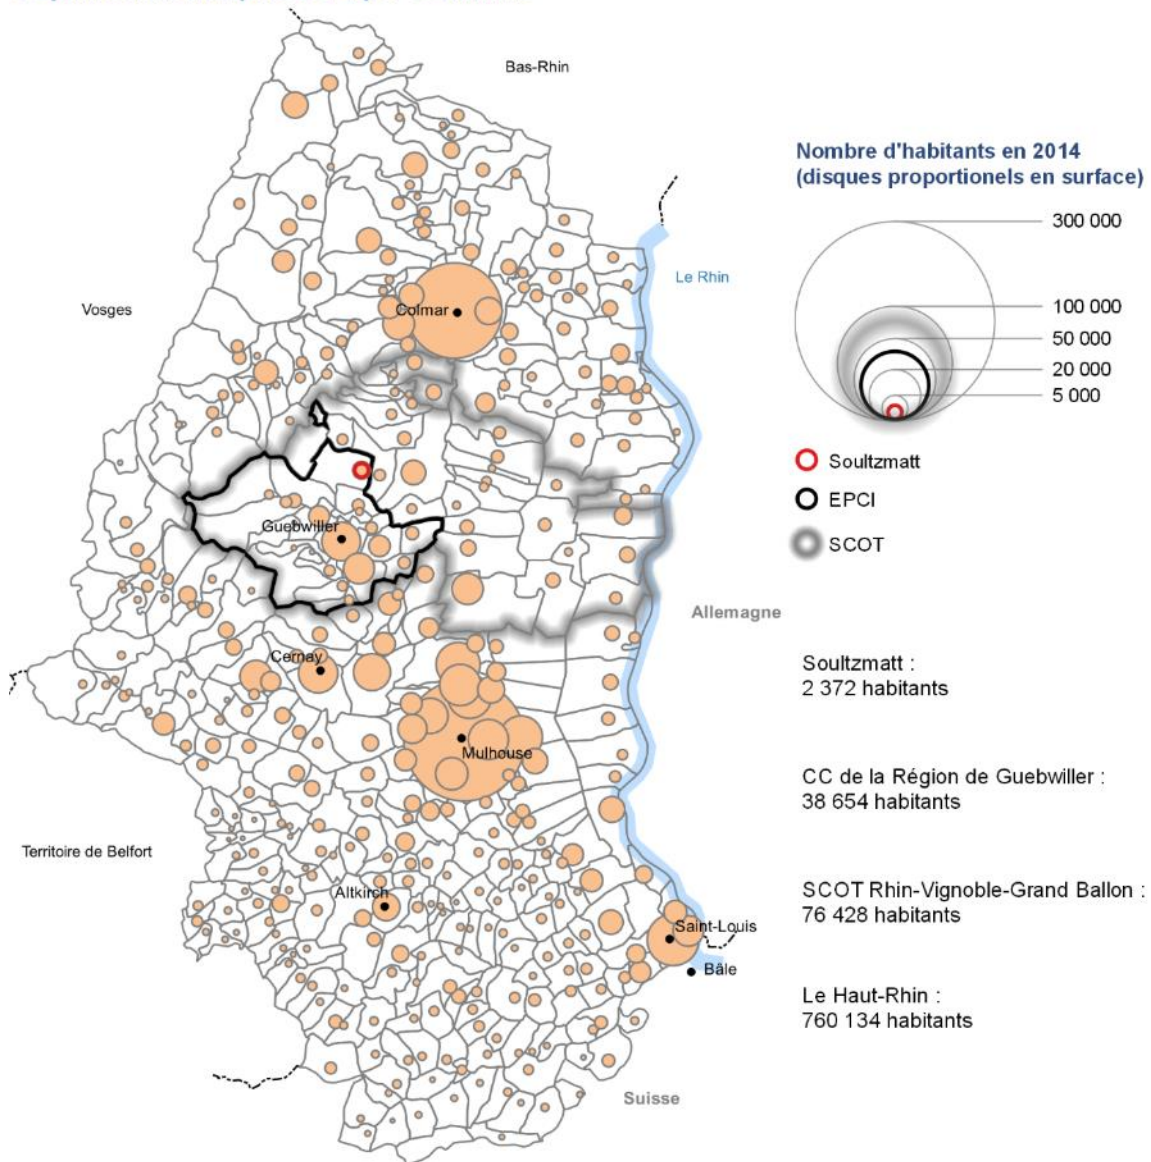 Bas-Rhin
Nombre d'habitants en 2014
(disques proportionels en surface)
300 000
100 000
50 000
20 000
5 000
Le Rhin
Vosges
Colmar
Soultzmatt
EPCI
SCOT
Guebwiller
Allemagne
Cernay
Mulhouse
Soultzmatt :
2 372 habitants
CC de la Région de Guebwiller :
38 654 habitants
SCOT Rhin-Vignoble-Grand Ballon :
76 428 habitants
Le Haut-Rhin :
760 134 habitants
Territoire de Belfort
Altkirch
Saint-Louis
Bâle
Suisse